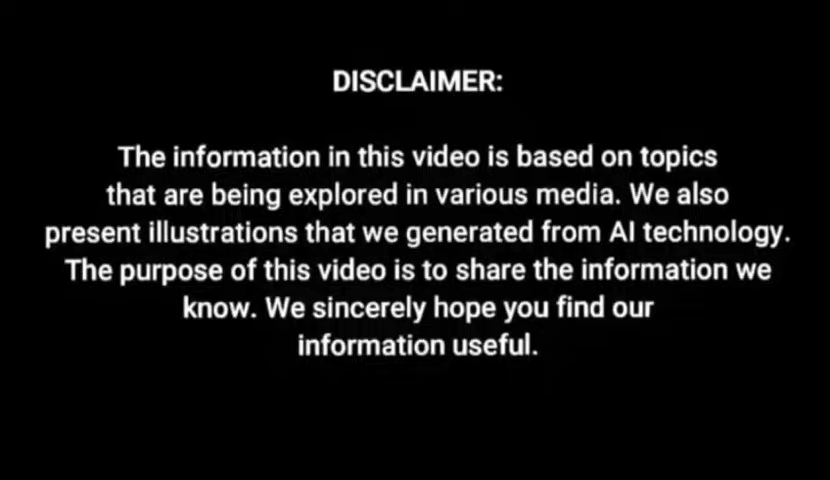 DISCLAIMER:
The information in this video is based on topics
that are being explored in various media. We also
present illustrations that we generated from AI technology.
The purpose of this video is to share the information we
know. We sincerely hope you find our
information useful.